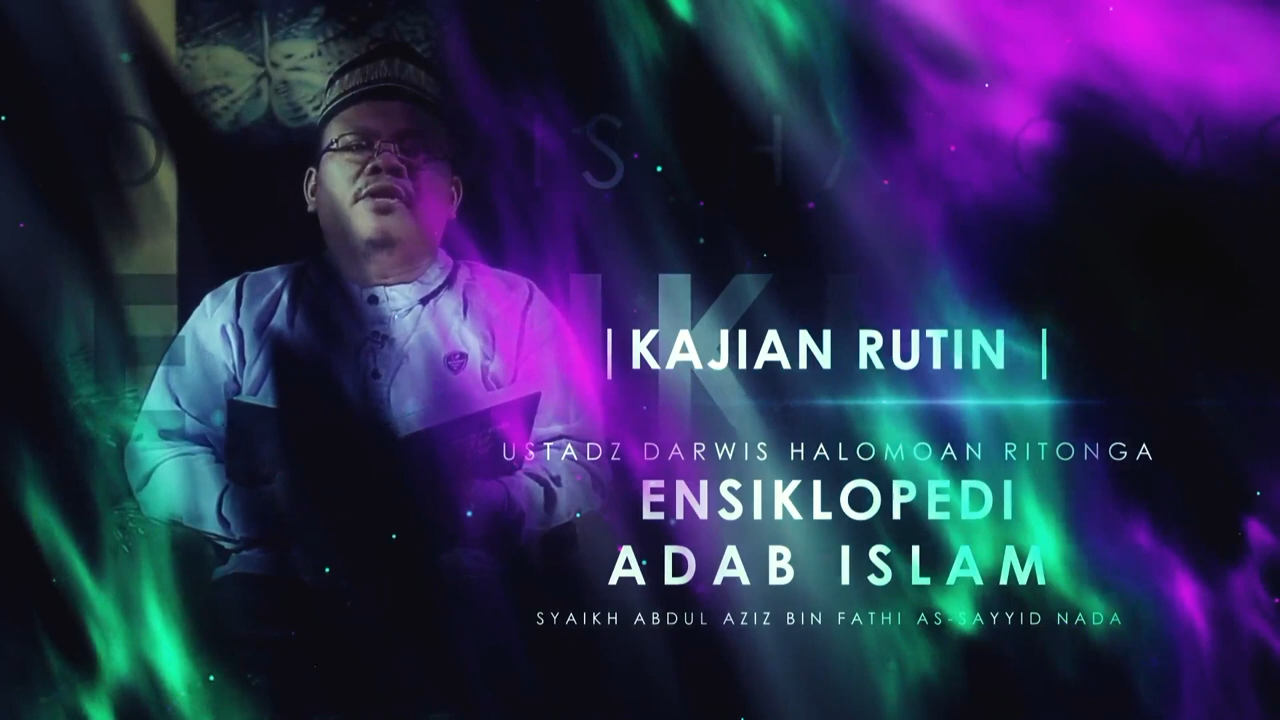 | KAJIAN RUTIN |
USTADZ DARWIS HALOMOAN RITONGA
ENSIKLOPEDI
ADAB ISLAM
SYAIKH ABDUL AZIZ BIN FATHI AS-SAYYID NADA